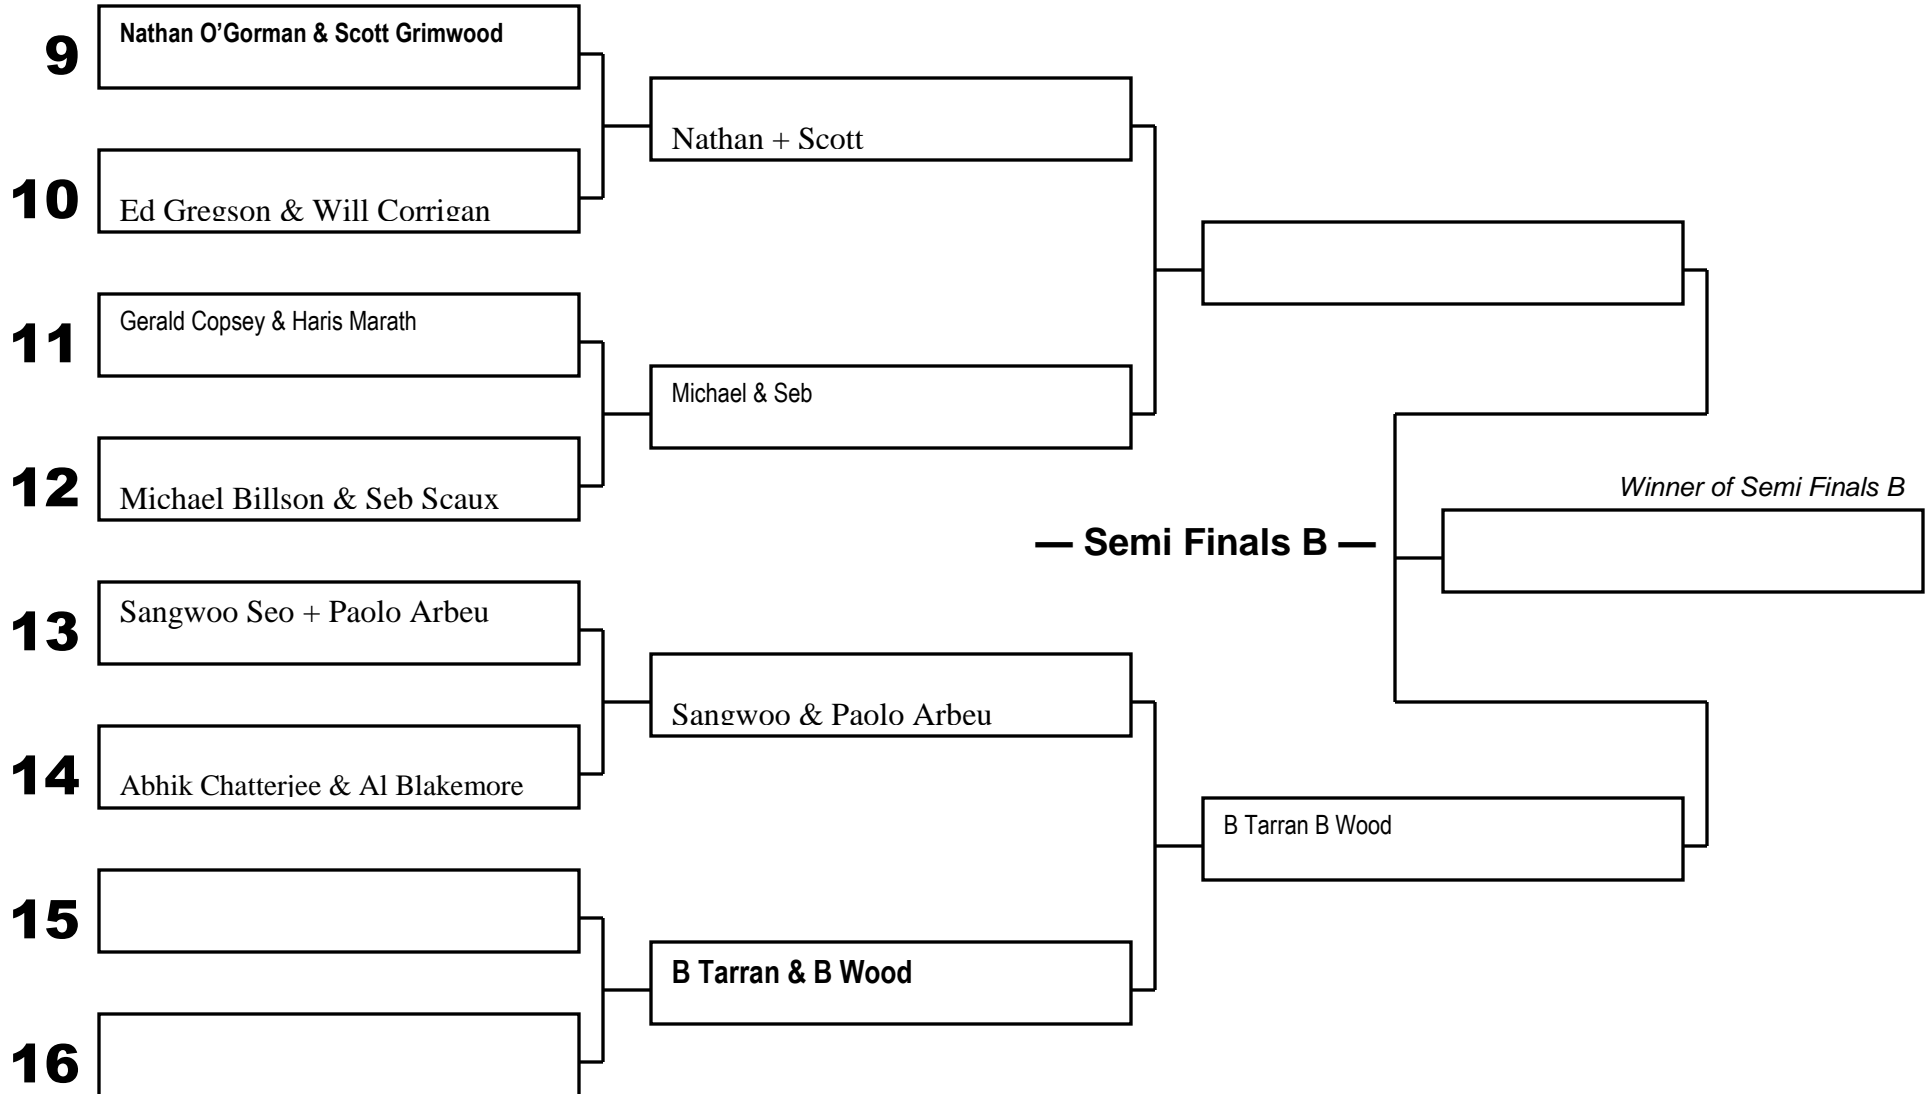 9
Nathan O’Gorman & Scott Grimwood
Nathan + Scott
10
Ed Gregson & Will Corrigan
11
Gerald Copsey & Haris Marath
Michael & Seb
12
Michael Billson & Seb Scaux
Winner of Semi Finals B
— Semi Finals B —
13
Sangwoo Seo + Paolo Arbeu
Sangwoo & Paolo Arbeu
14
Abhik Chatterjee & Al Blakemore
B Tarran B Wood
15
B Tarran & B Wood
16